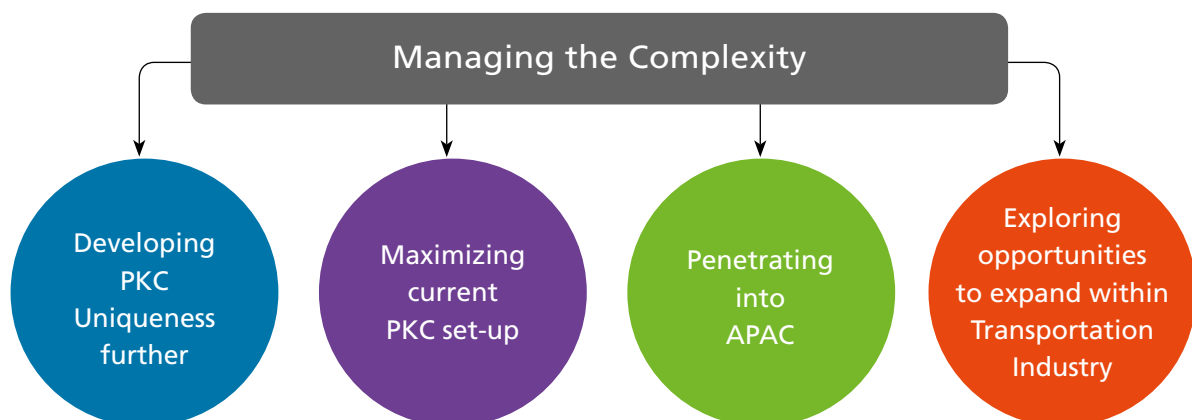 Managing the Complexity
Developing
PKC
Uniqueness
further
Maximizing
current
PKC set-up
Penetrating
into
APAC
Exploring
opportunities
to expand within
Transportation
Industry